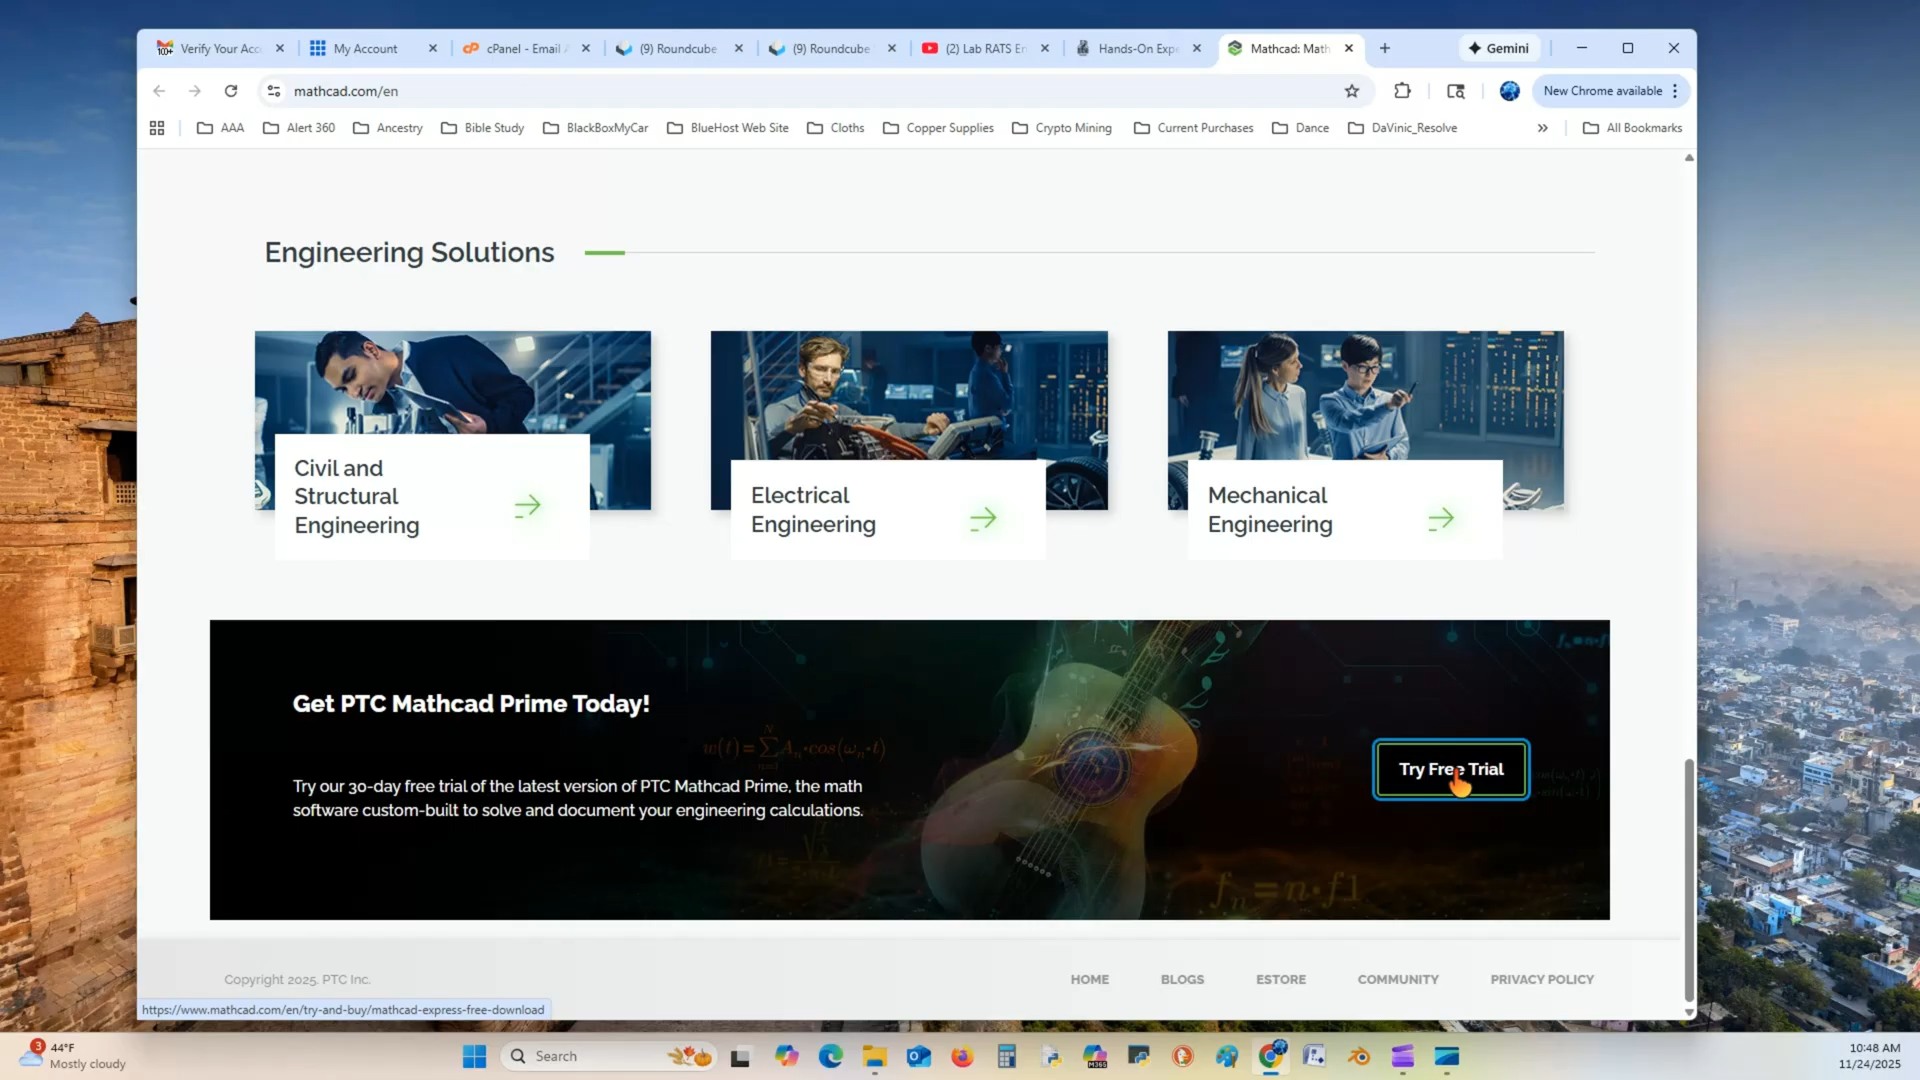 Verify Your Acc
My Account
cPanel - Email A
(9) Roundcube
(9) Roundcube
(2) Lab RATS En
Hands-On Expe
Mathcad: Math
Gemini
mathcad.com/en
New Chrome available
AAA
Alert 360
Ancestry
Bible Study
BlackBoxMyCar
BlueHost Web Site
Cloths
Copper Supplies
Crypto Mining
Current Purchases
Dance
DaVinic_Resolve
All Bookmarks
Engineering Solutions
Civil and
Structural
Engineering
Electrical
Engineering
Mechanical
Engineering
Get PTC Mathcad Prime Today!
Try our 30-day free trial of the latest version of PTC Mathcad Prime, the math
software custom-built to solve and document your engineering calculations.
Try Free Trial
Copyright 2025. PTC Inc.
HOME
BLOGS
ESTORE
COMMUNITY
PRIVACY POLICY
https://www.mathcad.com/en/try-and-buy/mathcad-express-free-download
3
44°F
Mostly cloudy
Search
M365
10:48 AM
11/24/2025